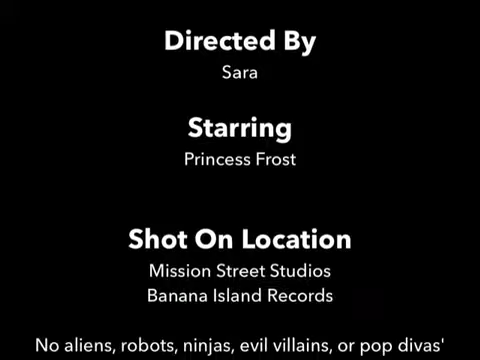 Directed By
Sara
Starring
Princess Frost
Shot On Location
Mission Street Studios
Banana Island Records
No aliens, robots, ninjas, evil villains, or pop divas'